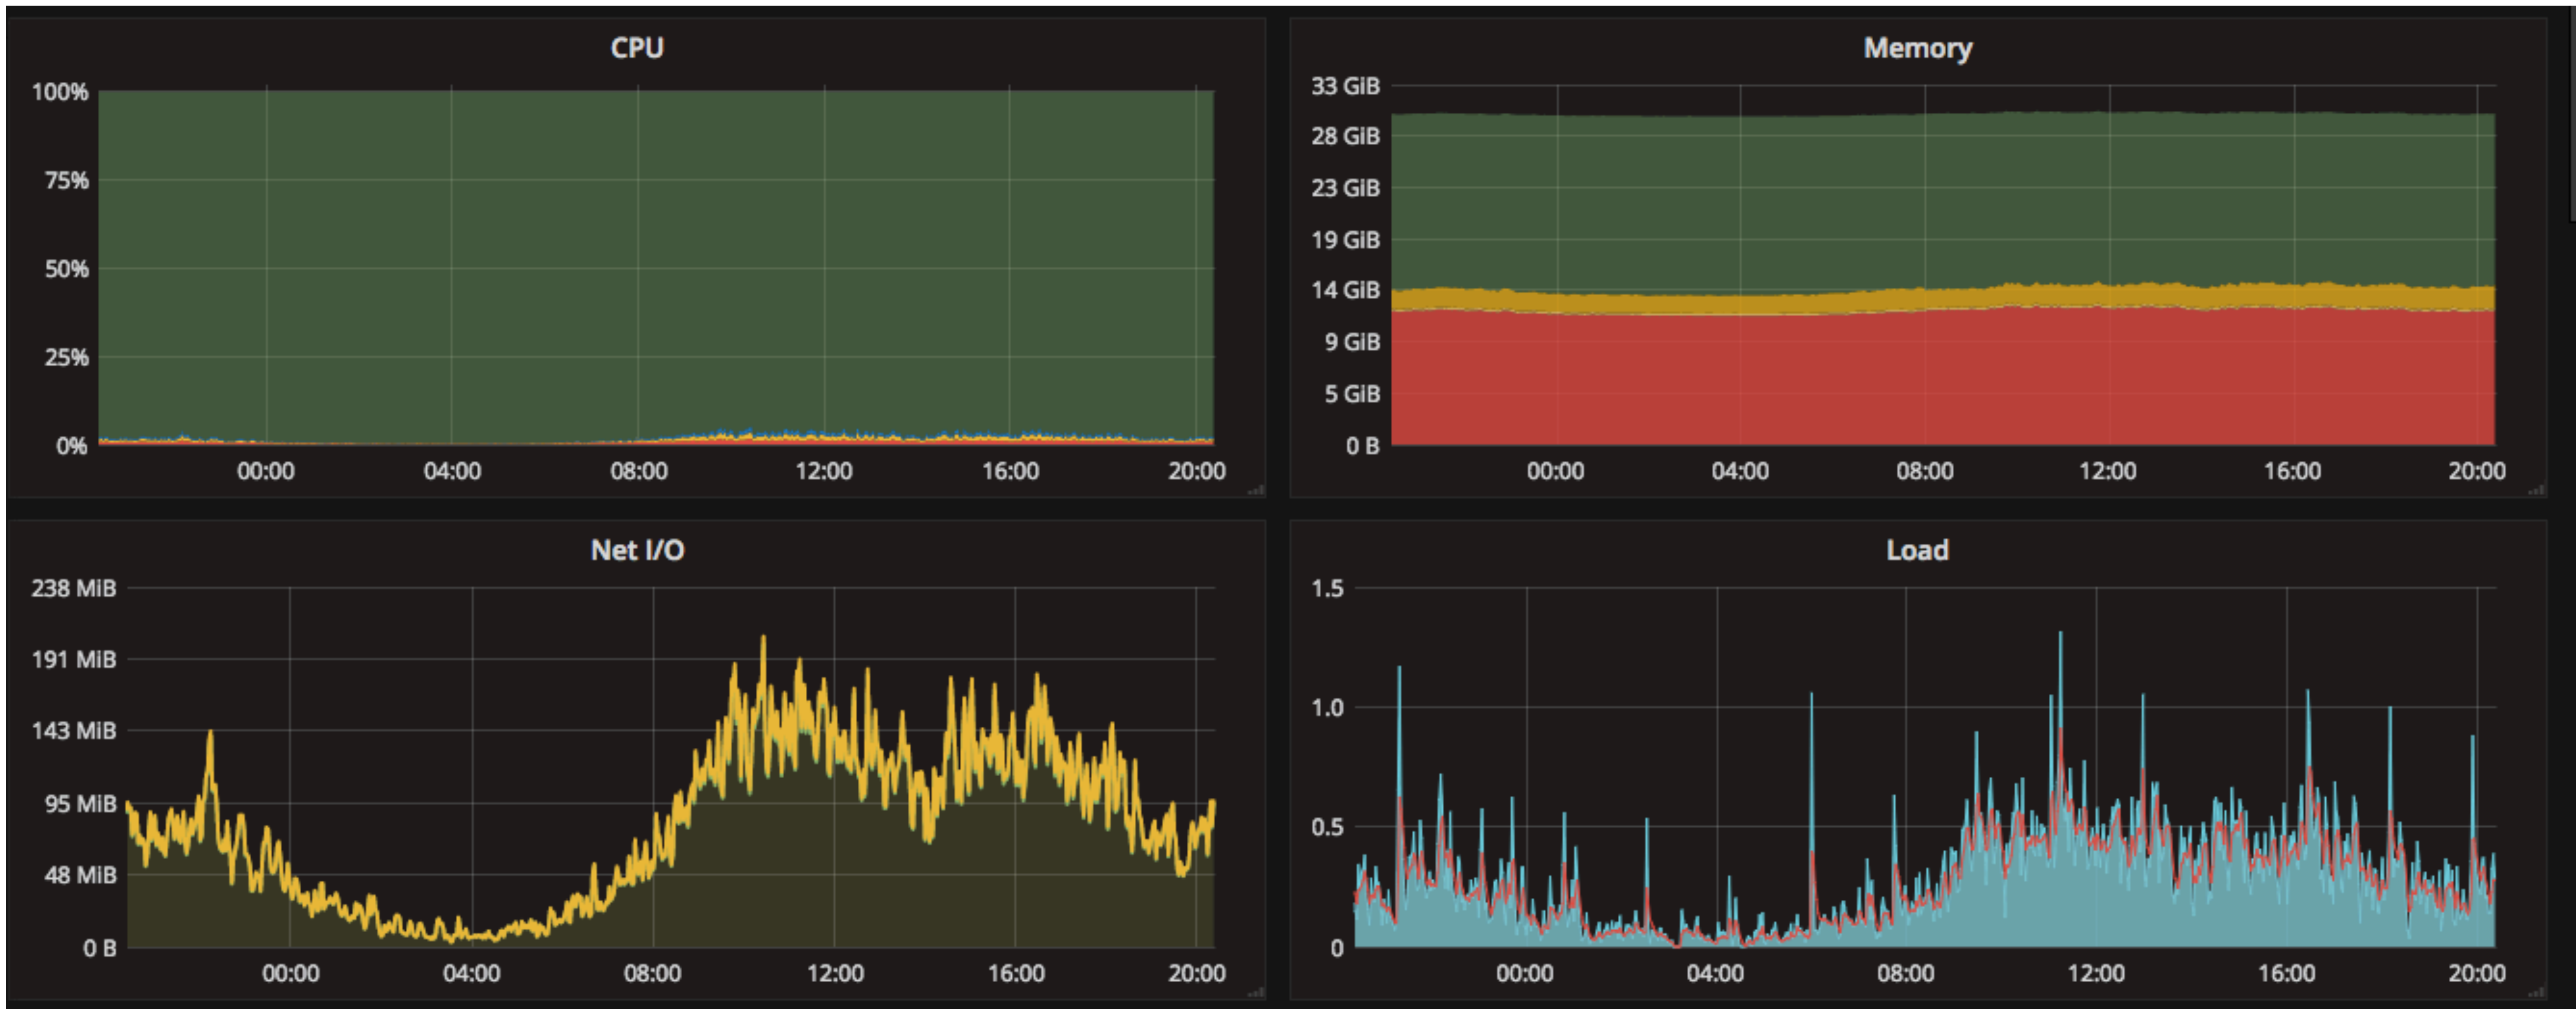 CPU
100%
75%
50%
25%
0%
00:00 04:00 08:00 12:00 16:00 20:00
Memory
33 GiB
28 GiB
23 GiB
19 GiB
14 GiB
9 GiB
5 GiB
0 B
00:00 04:00 08:00 12:00 16:00 20:00
Net I/O
238 MiB
191 MiB
143 MiB
95 MiB
48 MiB
0 B
00:00 04:00 08:00 12:00 16:00 20:00
Load
1.5
1.0
0.5
0
00:00 04:00 08:00 12:00 16:00 20:00